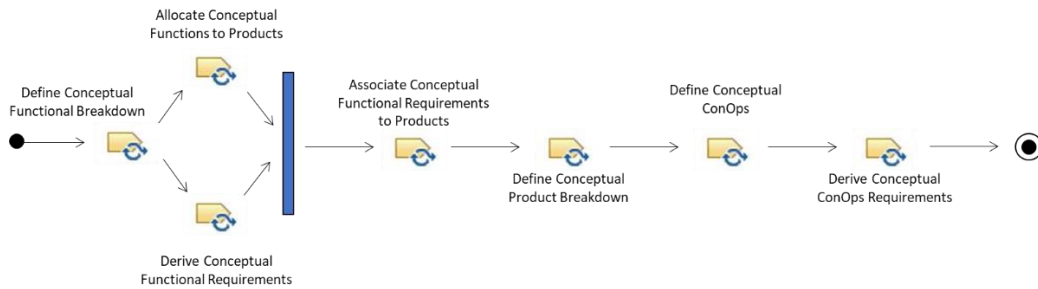 Allocate Conceptual
Functions to Products
Define Conceptual
Functional Breakdown
Derive Conceptual
Functional Requirements
Associate Conceptual
Functional Requirements
to Products
Define Conceptual
Product Breakdown
Define Conceptual
ConOps
Derive Conceptual
ConOps Requirements